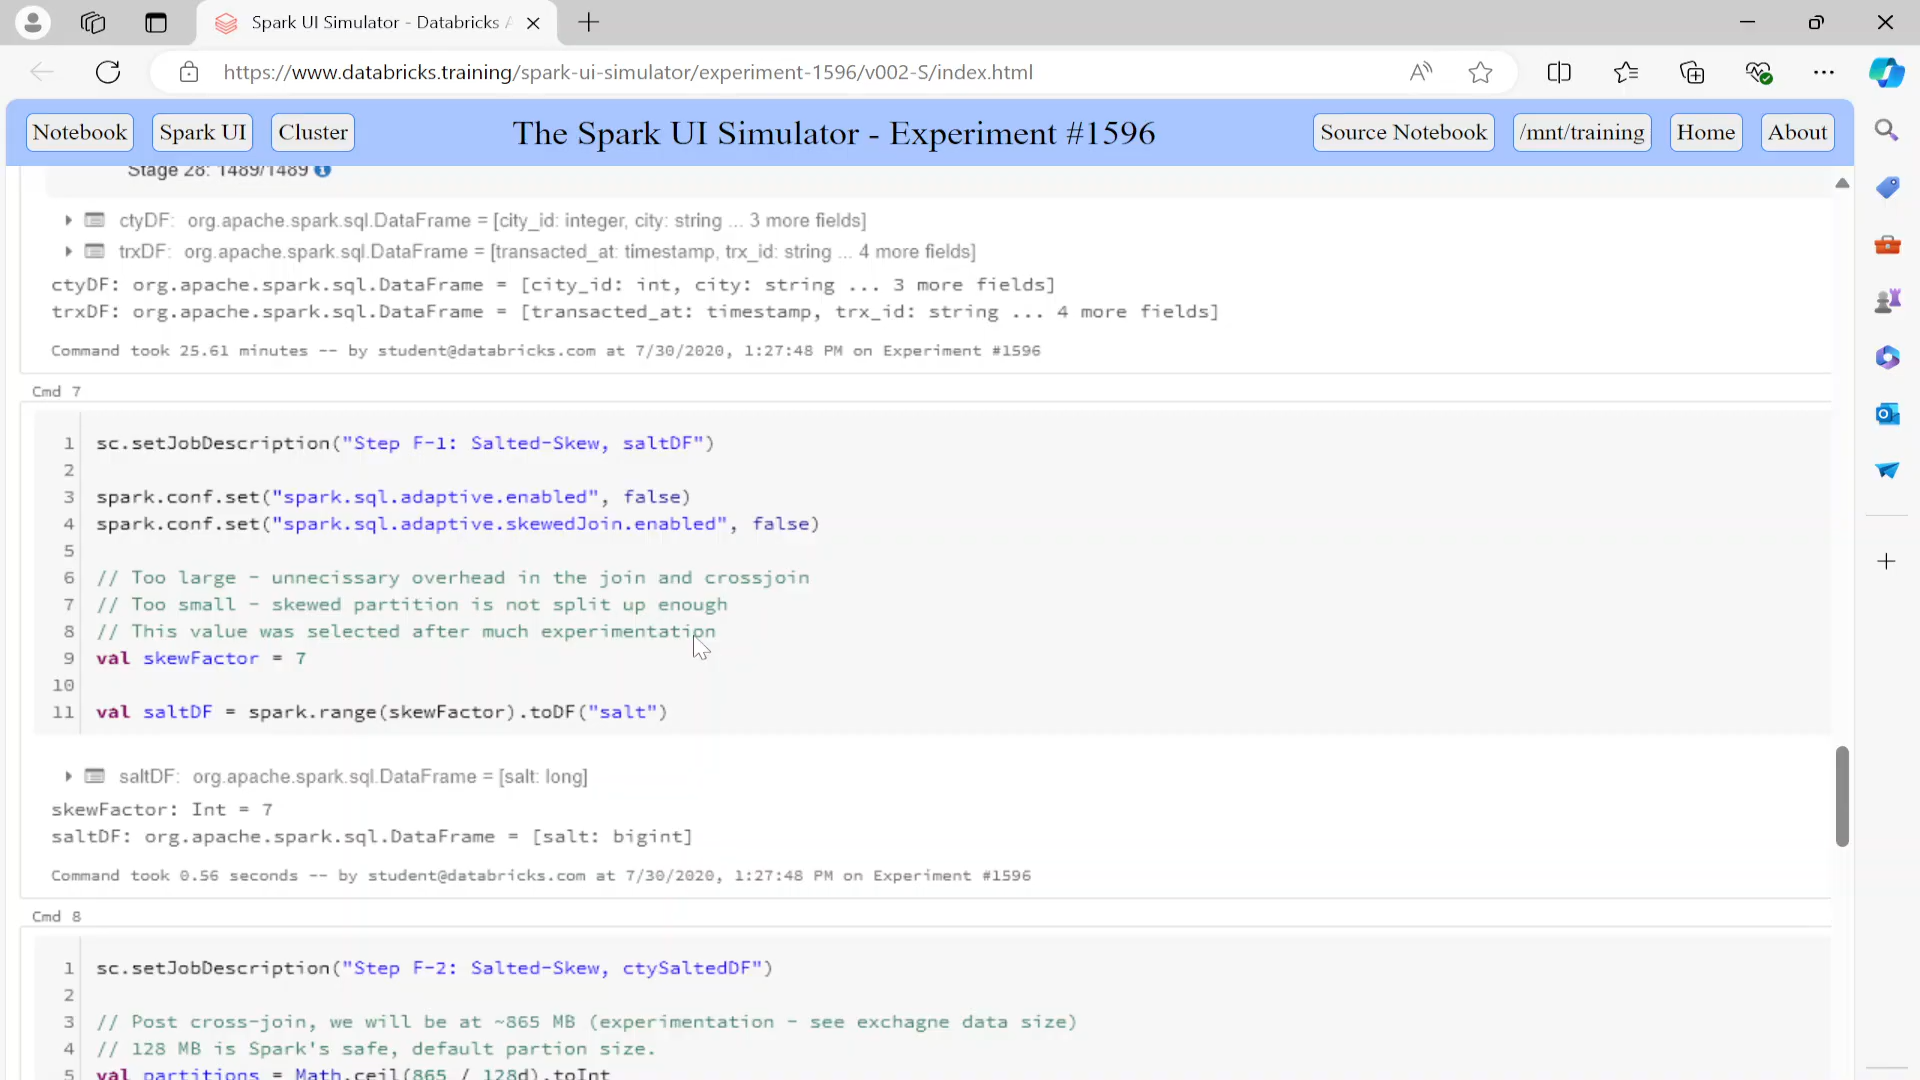 Spark UI Simulator - Databricks A
https://www.databricks.training/spark-ui-simulator/experiment-1596/v002-S/index.html
Notebook Spark UI Cluster The Spark UI Simulator - Experiment #1596 Source Notebook /mnt/training Home About
Stage 28: 1489/1489
ctyDF: org.apache.spark.sql.DataFrame = [city_id: integer, city: string ... 3 more fields]
trxDF: org.apache.spark.sql.DataFrame = [transacted_at: timestamp, trx_id: string ... 4 more fields]
ctyDF: org.apache.spark.sql.DataFrame = [city_id: int, city: string ... 3 more fields]
trxDF: org.apache.spark.sql.DataFrame = [transacted_at: timestamp, trx_id: string ... 4 more fields]
Command took 25.61 minutes -- by student@databricks.com at 7/30/2020, 1:27:48 PM on Experiment #1596
Cmd 7
1 sc.setJobDescription("Step F-1: Salted-Skew, saltDF")
2
3 spark.conf.set("spark.sql.adaptive.enabled", false)
4 spark.conf.set("spark.sql.adaptive.skewedJoin.enabled", false)
5
6 // Too large - unnecissary overhead in the join and crossjoin
7 // Too small - skewed partition is not split up enough
8 // This value was selected after much experimentation
9 val skewFactor = 7
10
11 val saltDF = spark.range(skewFactor).toDF("salt")
saltDF: org.apache.spark.sql.DataFrame = [salt: long]
skewFactor: Int = 7
saltDF: org.apache.spark.sql.DataFrame = [salt: bigint]
Command took 0.56 seconds -- by student@databricks.com at 7/30/2020, 1:27:48 PM on Experiment #1596
Cmd 8
1 sc.setJobDescription("Step F-2: Salted-Skew, ctySaltedDF")
2
3 // Post cross-join, we will be at ~865 MB (experimentation - see exchagne data size)
4 // 128 MB is Spark's safe, default partion size.
5 val partitions = Math.ceil(865 / 128d).toInt